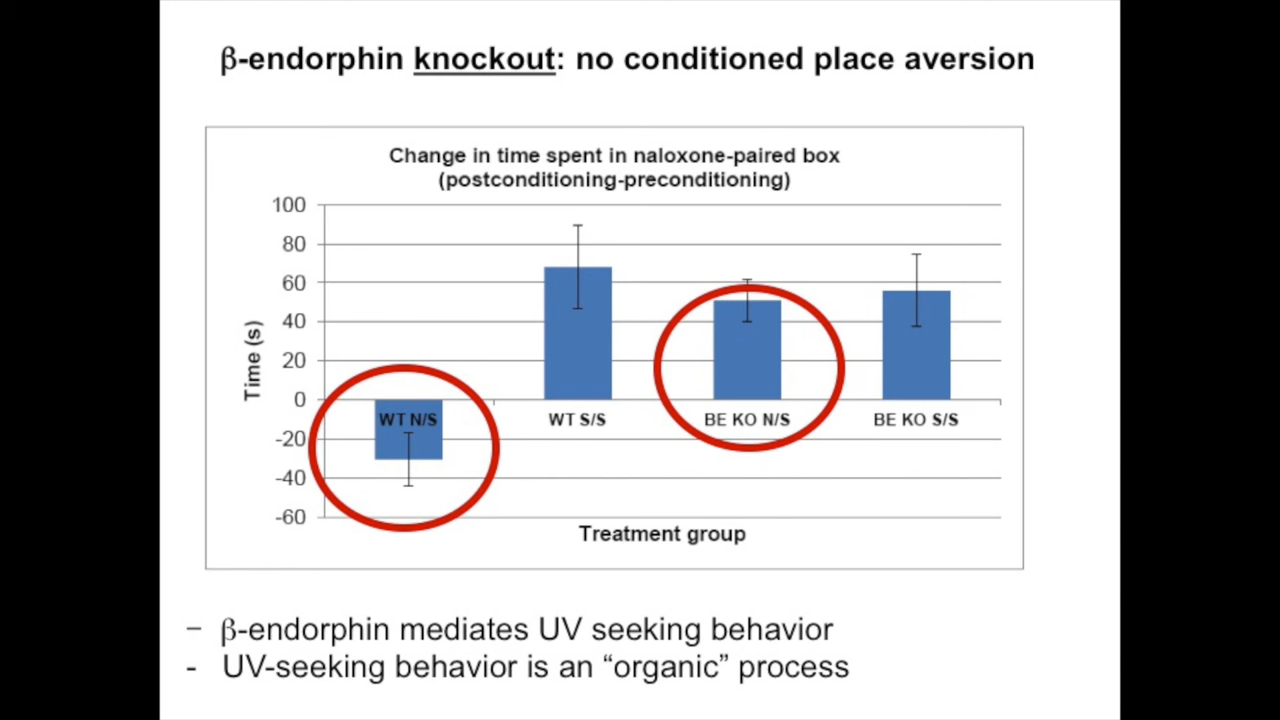 β-endorphin knockout: no conditioned place aversion
Change in time spent in naloxone-paired box
(postconditioning-preconditioning)
100
80
60
40
20
0
-20
-40
-60
Time (s)
WT N/S
WT S/S
BE KO N/S
BE KO S/S
Treatment group
– β-endorphin mediates UV seeking behavior
- UV-seeking behavior is an “organic” process